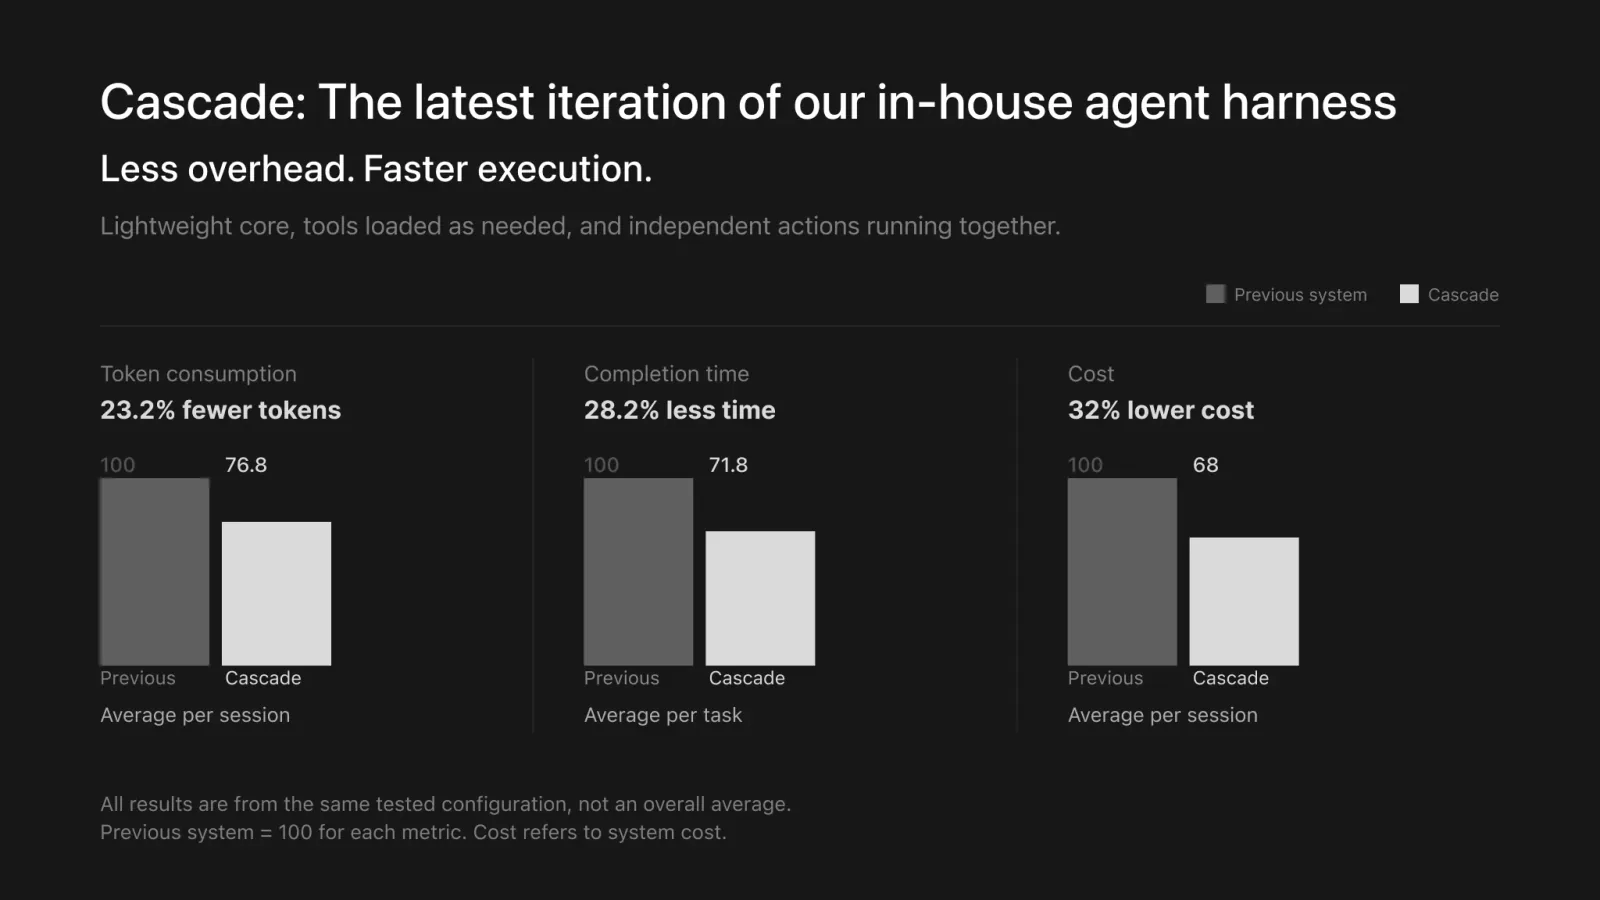 Cascade: The latest iteration of our in-house agent harness
Less overhead. Faster execution.
Lightweight core, tools loaded as needed, and independent actions running together.
Previous system
Cascade
Token consumption
23.2% fewer tokens
100
76.8
Previous
Cascade
Average per session
Completion time
28.2% less time
100
71.8
Previous
Cascade
Average per task
Cost
32% lower cost
100
68
Previous
Cascade
Average per session
All results are from the same tested configuration, not an overall average.
Previous system = 100 for each metric. Cost refers to system cost.